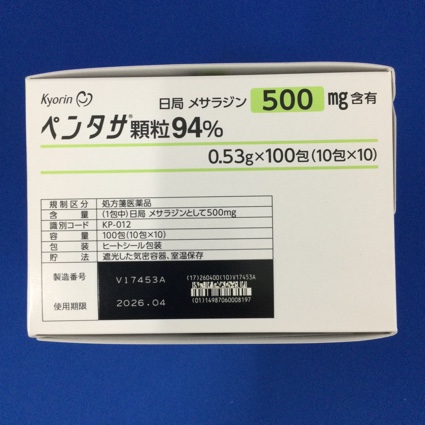 Kyorin
日局 メサラジン 500 mg含有
ペンタサ®顆粒94%
0.53g×100包(10包×10)
規制区分 処方箋医薬品
含量 (1包中)日局 メサラジンとして500mg
識別コード KP-012
容量 100包(10包×10)
包装 ヒートシール包装
貯法 遮光した気密容器、室温保存
製造番号 V17453A
(17)260400(10)V17453A
使用期限 2026.04
(01)14987060008197